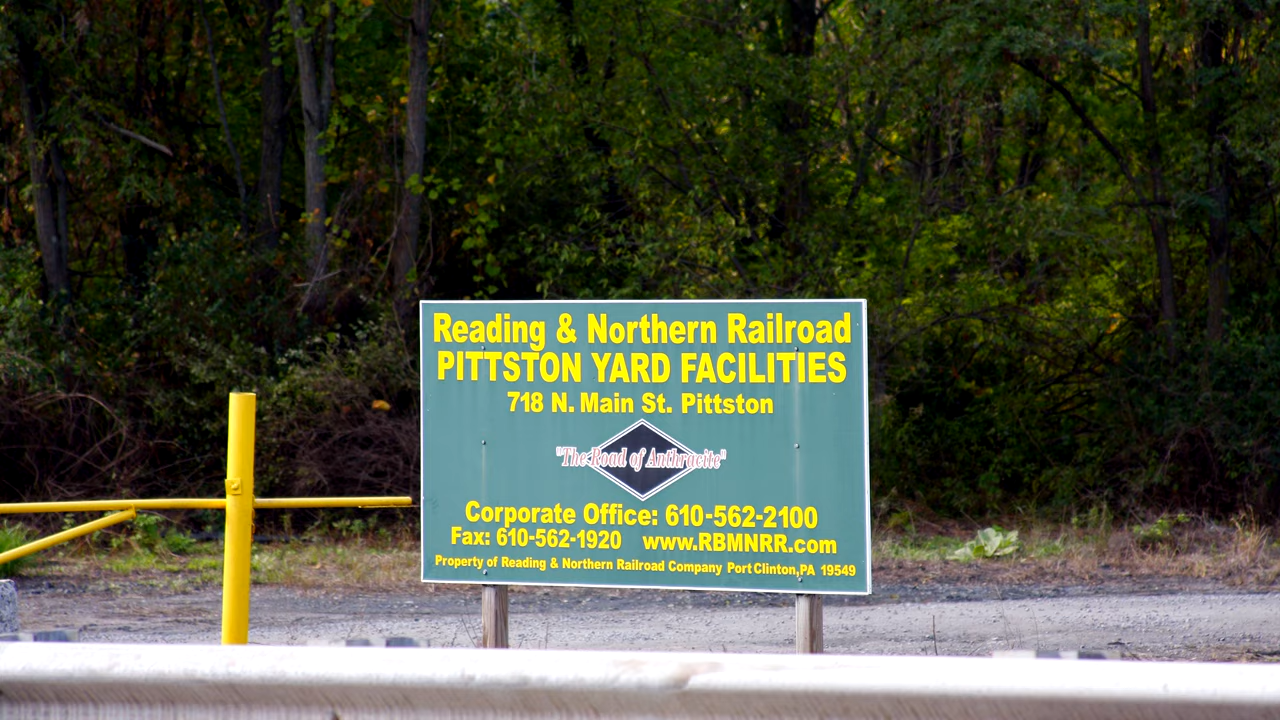 Reading & Northern Railroad
PITTSTON YARD FACILITIES
718 N. Main St. Pittston
"The Road of Anthracite"
Corporate Office: 610-562-2100
Fax: 610-562-1920 www.RBMNRR.com
Property of Reading & Northern Railroad Company Port Clinton,PA 19549